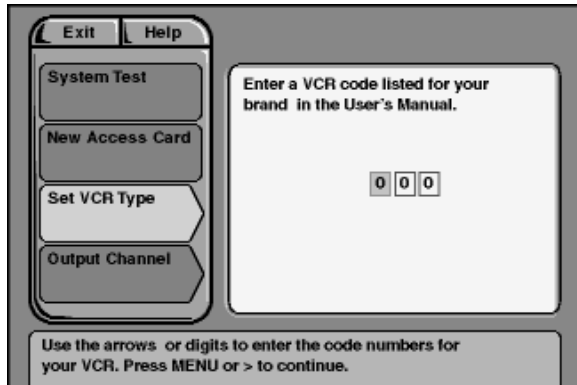 Exit Help
System Test
New Access Card
Set VCR Type
Output Channel
Enter a VCR code listed for your
brand in the User's Manual.
0 0 0
Use the arrows or digits to enter the code numbers for
your VCR. Press MENU or > to continue.